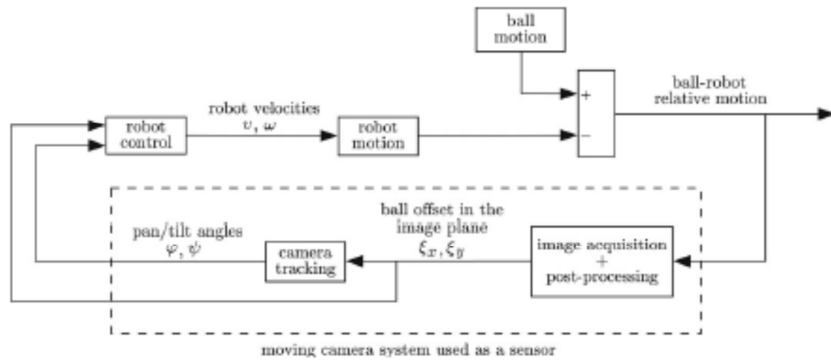 ball
motion
ball-robot
relative motion
+
−
robot velocities
υ, ω
robot
control
robot
motion
pan/tilt angles
φ, ψ
camera
tracking
ball offset in the
image plane
ξx, ξy
image acquisition
+
post-processing
moving camera system used as a sensor